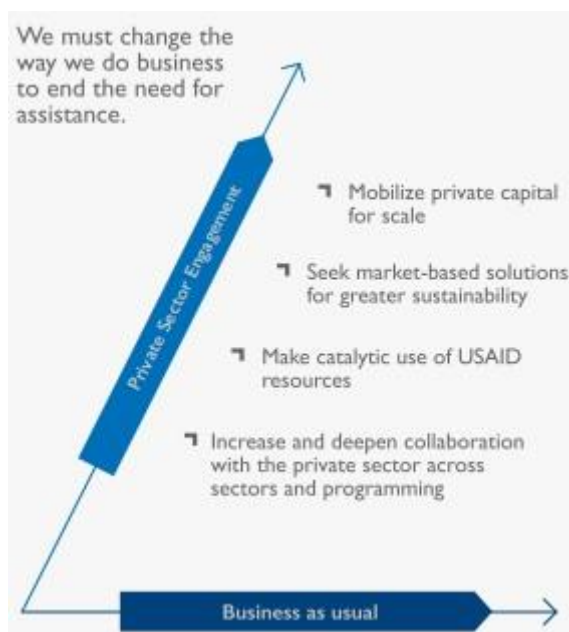 We must change the
way we do business
to end the need for
assistance.
Private Sector Engagement
Mobilize private capital
for scale
Seek market-based solutions
for greater sustainability
Make catalytic use of USAID
resources
Increase and deepen collaboration
with the private sector across
sectors and programming
Business as usual